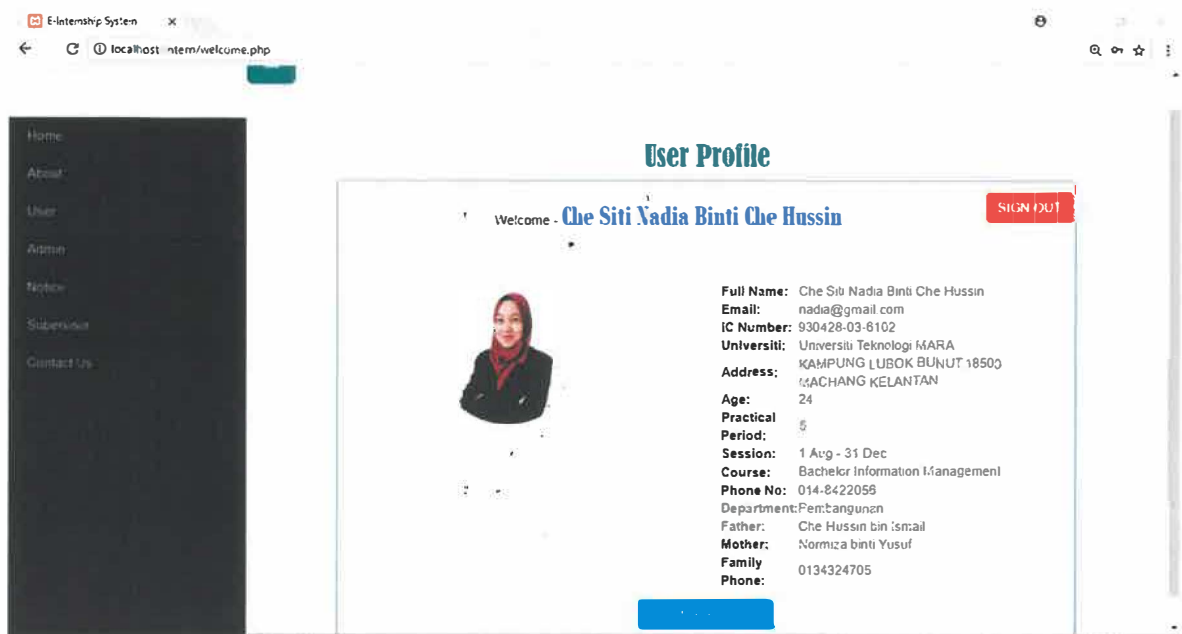 E-Internship System
localhost intern/welcome.php
Home
About
User
Admin
Notice
Supervisor
Contact Us
User Profile
Welcome - Che Siti Nadia Binti Che Hussin
SIGN OUT
Full Name: Che Siti Nadia Binti Che Hussin
Email: nadia@gmail.com
IC Number: 930428-03-6102
Universiti: Universiti Teknologi MARA
Address: KAMPUNG LUBOK BUNUT 18500
MACHANG KELANTAN
Age: 24
Practical
Period: 5
Session: 1 Aug - 31 Dec
Course: Bachelor Information Management
Phone No: 014-8422056
Department: Pembangunan
Father: Che Hussin bin Ismail
Mother: Normiza binti Yusuf
Family
Phone: 0134324705